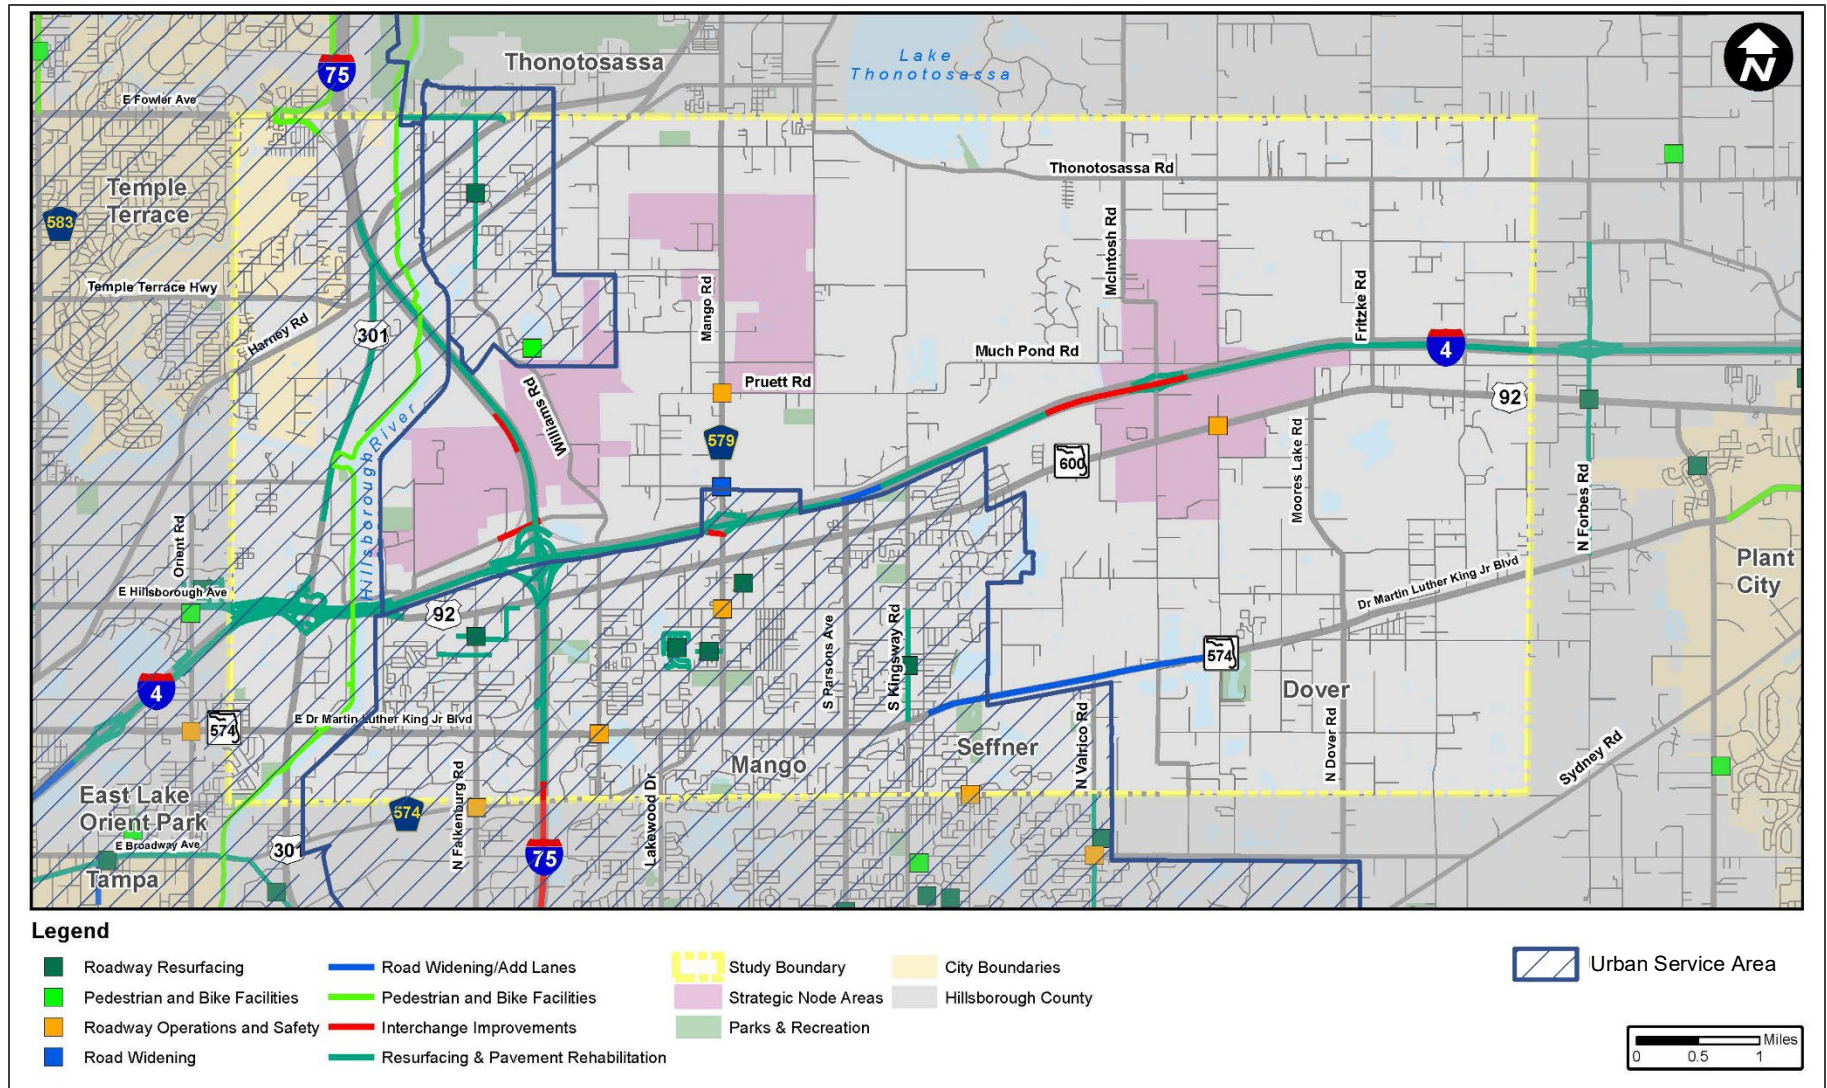 Thonotosassa
Lake
Thonotosassa
N
75
E Fowler Ave
Thonotosassa Rd
Temple
Terrace
583
McIntosh Rd
Temple Terrace Hwy
Mango Rd
Fritzke Rd
301
Harney Rd
Much Pond Rd
4
Pruett Rd
92
Williams Rd
579
Hillsborough River
600
Moores Lake Rd
N Forbes Rd
Orient Rd
Plant
City
E Hillsborough Ave
Dr Martin Luther King Jr Blvd
92
S Parsons Ave
S Kingsway Rd
574
4
Dover
574
E Dr Martin Luther King Jr Blvd
Seffner
N Valrico Rd
N Dover Rd
Sydney Rd
Mango
East Lake
Orient Park
574
N Falkenburg Rd
Lakewood Dr
E Broadway Ave
30
75
Tampa
Legend
Roadway Resurfacing
Pedestrian and Bike Facilities
Roadway Operations and Safety
Road Widening
Road Widening/Add Lanes
Pedestrian and Bike Facilities
Interchange Improvements
Resurfacing & Pavement Rehabilitation
Study Boundary
Strategic Node Areas
Parks & Recreation
City Boundaries
Hillsborough County
Urban Service Area
Miles
0 0.5 1